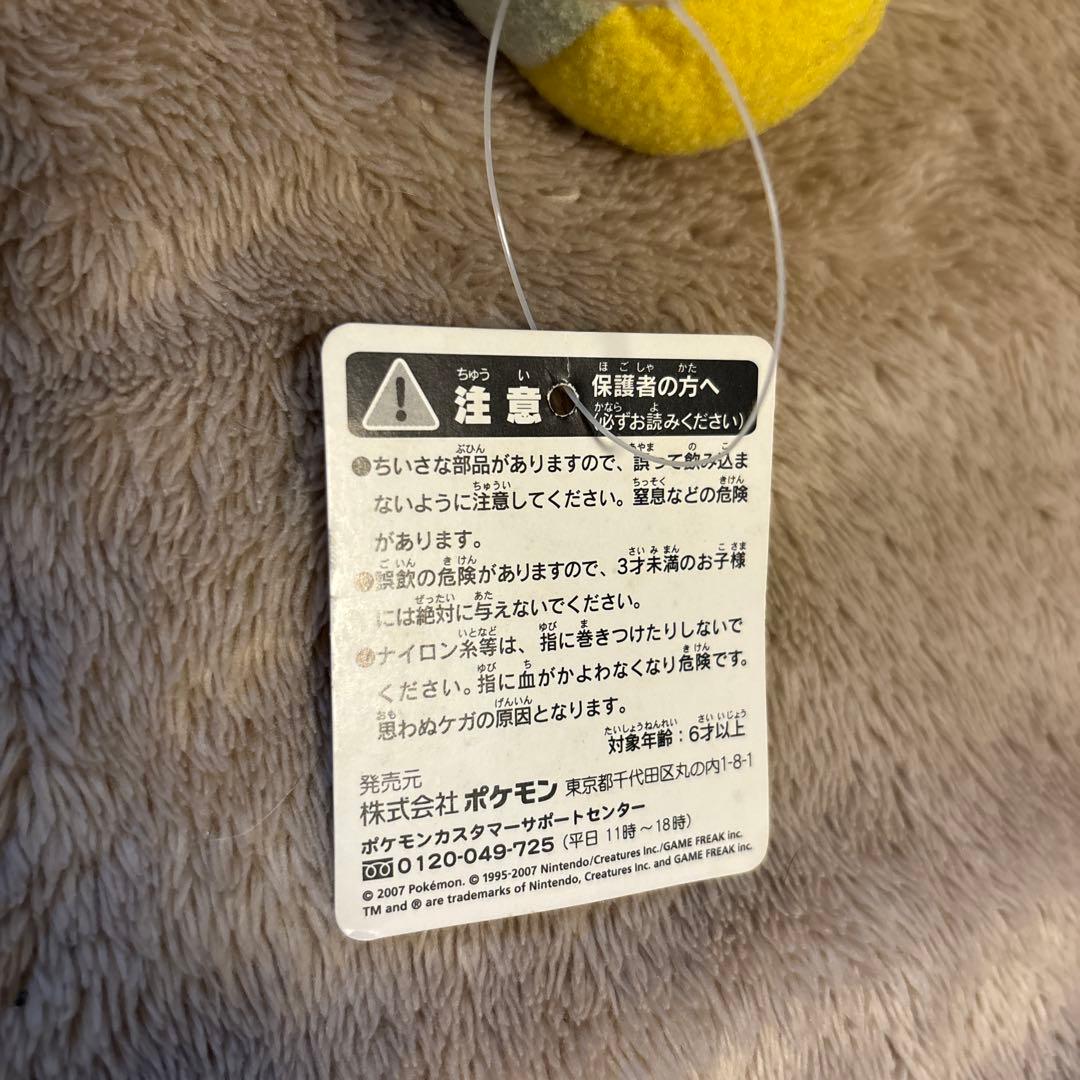 注意 保護者の方へ
(必ずお読みください)
●ちいさな部品がありますので、誤って飲み込ま
ないように注意してください。窒息などの危険
があります。
●誤飲の危険がありますので、3才未満のお子様
には絶対に与えないでください。
●ナイロン糸等は、指に巻きつけたりしないで
ください。指に血がかよわなくなり危険です。
思わぬケガの原因となります。
対象年齢：6才以上
発売元
株式会社 ポケモン 東京都千代田区丸の内1-8-1
ポケモンカスタマーサポートセンター
0120-049-725 (平日 11時～18時)
© 2007 Pokémon. © 1995-2007 Nintendo/Creatures Inc./GAME FREAK inc.
TM and ® are trademarks of Nintendo, Creatures Inc. and GAME FREAK inc.